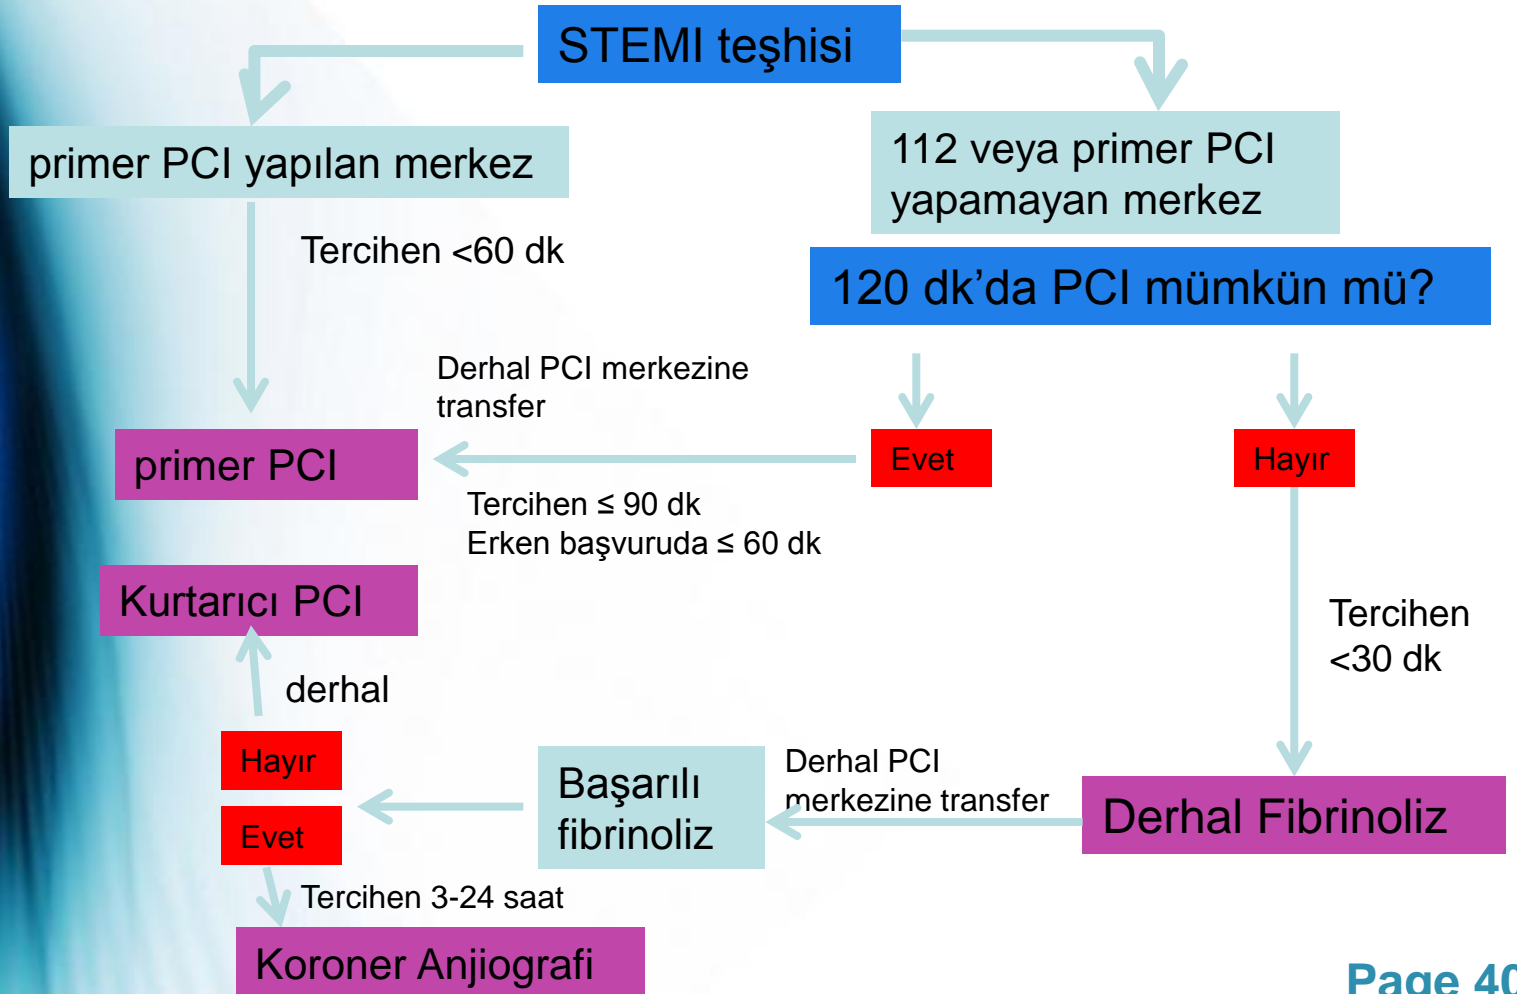 STEMI teşhisi
primer PCI yapılan merkez
112 veya primer PCI
yapamayan merkez
Tercihen <60 dk
120 dk’da PCI mümkün mü?
Derhal PCI merkezine
transfer
primer PCI
Evet
Hayır
Tercihen ≤ 90 dk
Erken başvuruda ≤ 60 dk
Kurtarıcı PCI
Tercihen
<30 dk
derhal
Hayır
Evet
Başarılı
fibrinoliz
Derhal PCI
merkezine transfer
Derhal Fibrinoliz
Tercihen 3-24 saat
Koroner Anjiografi
Page 40